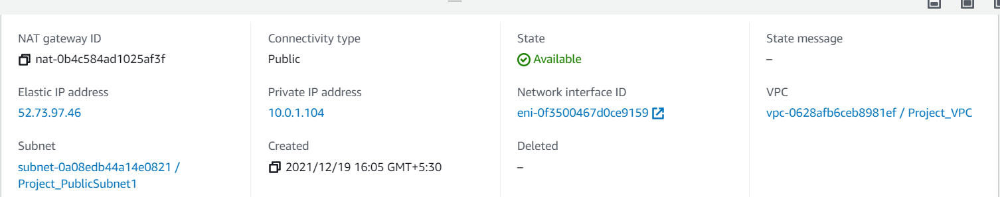 NAT gateway ID
nat-0b4c584ad1025af3f
Connectivity type
Public
State
Available
State message
–
Elastic IP address
52.73.97.46
Private IP address
10.0.1.104
Network interface ID
eni-0f3500467d0ce9159
VPC
vpc-0628afb6ceb8981ef / Project_VPC
Subnet
subnet-0a08edb44a14e0821 /
Project_PublicSubnet1
Created
2021/12/19 16:05 GMT+5:30
Deleted
–